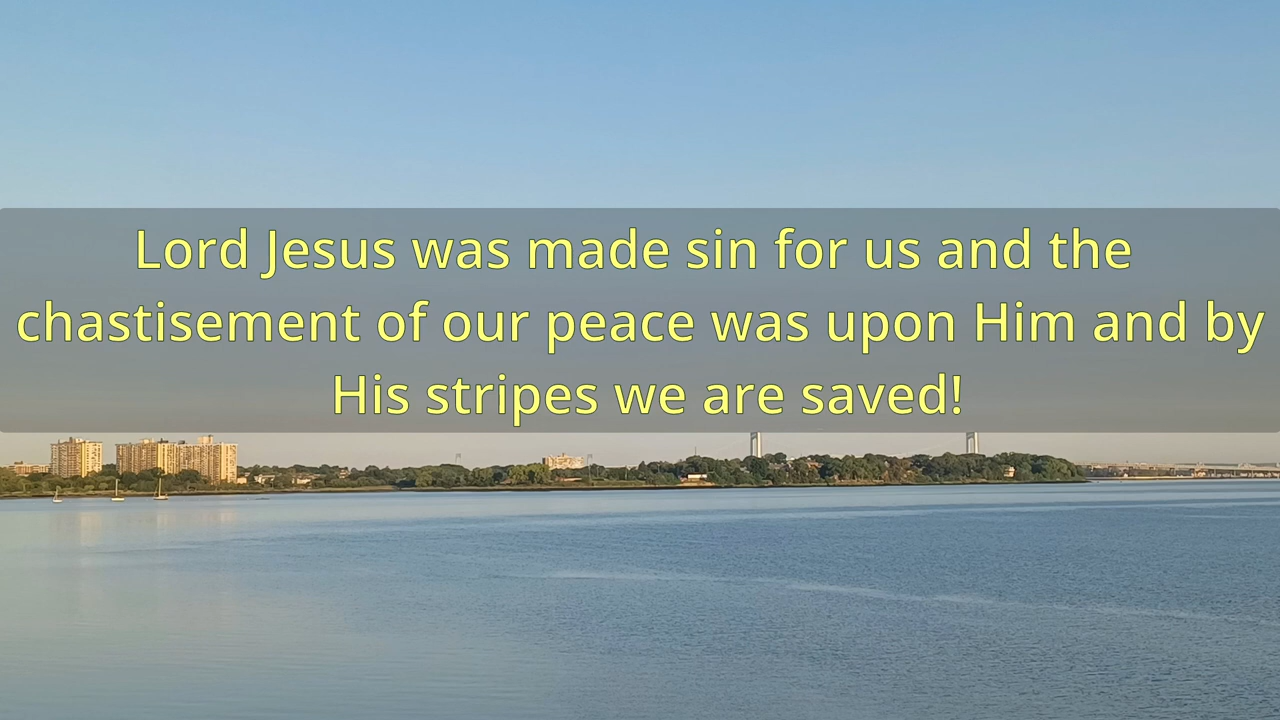 Lord Jesus was made sin for us and the
chastisement of our peace was upon Him and by
His stripes we are saved!